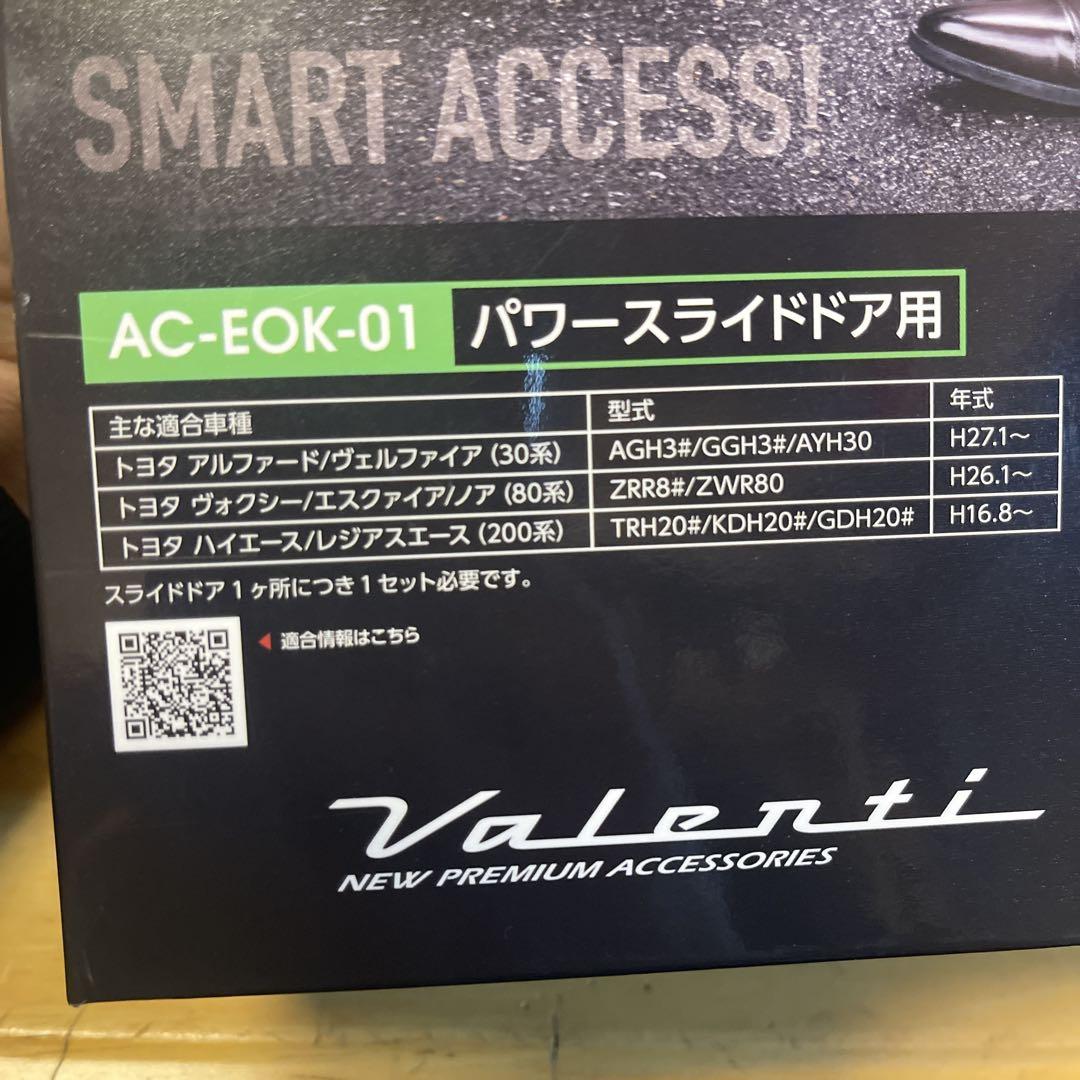 SMART ACCESS!
AC-EOK-01 パワースライドドア用
主な適合車種 型式 年式
トヨタ アルファード/ヴェルファイア (30系) AGH3#/GGH3#/AYH30 H27.1～
トヨタ ヴォクシー/エスクァイア/ノア (80系) ZRR8#/ZWR80 H26.1～
トヨタ ハイエース/レジアスエース (200系) TRH20#/KDH20#/GDH20# H16.8～
スライドドア1ヶ所につき1セット必要です。
適合情報はこちら
Valenti
NEW PREMIUM ACCESSORIES